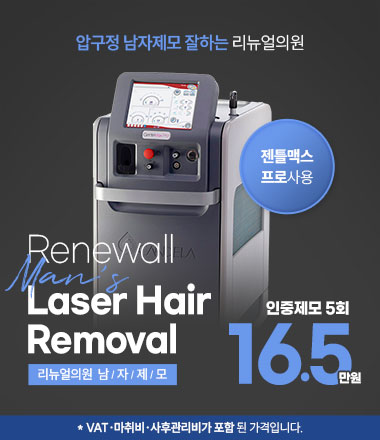 압구정 남자제모 잘하는 리뉴얼의원
GentleMax Pro
젠틀맥스
프로사용
Renewall
Man's
Laser Hair
Removal
리뉴얼의원 남/자/제/모
인중제모 5회
16.5만원
* VAT·마취비·사후관리비가 포함 된 가격입니다.